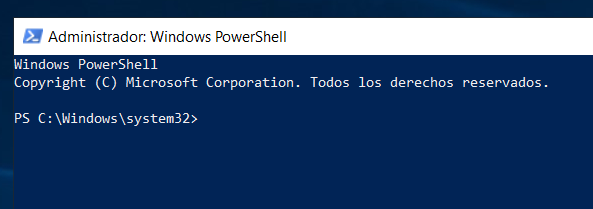 Administrador: Windows PowerShell
Windows PowerShell
Copyright (C) Microsoft Corporation. Todos los derechos reservados.
PS C:\Windows\system32>